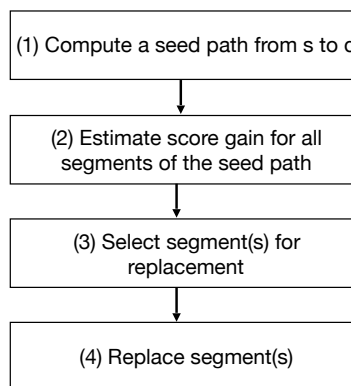 (1) Compute a seed path from s to d
(2) Estimate score gain for all
segments of the seed path
(3) Select segment(s) for
replacement
(4) Replace segment(s)